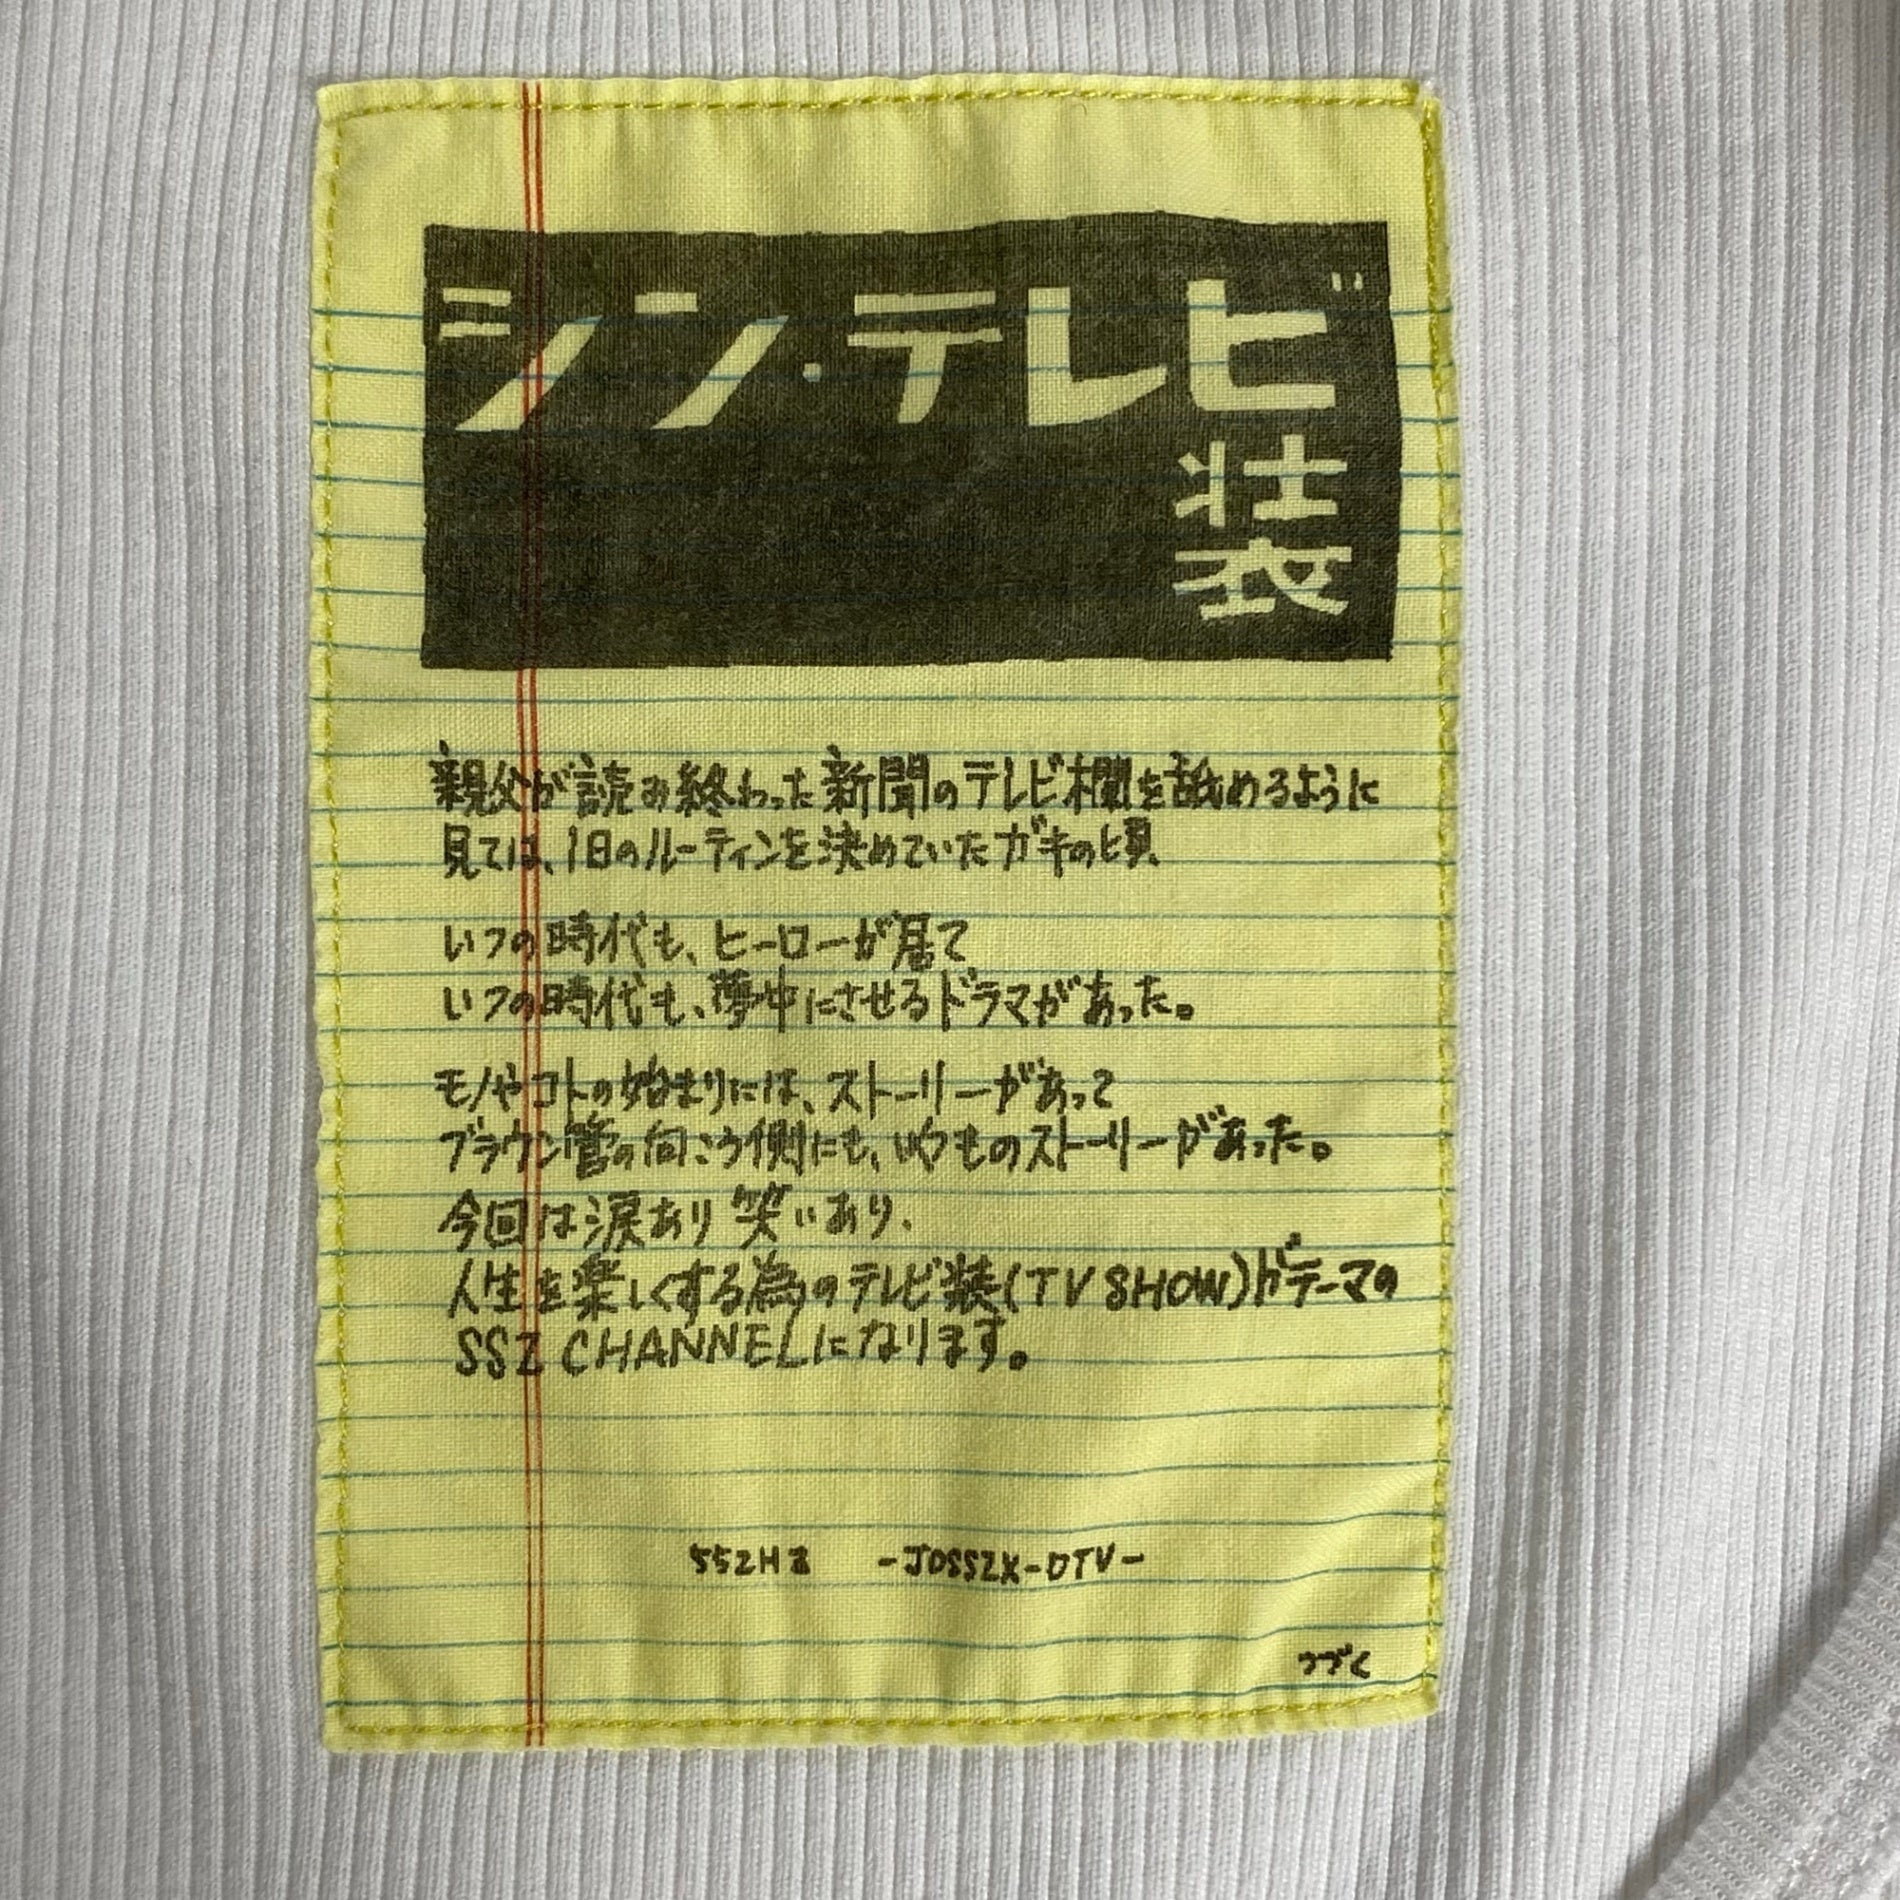 シン・テレビ
装
親父が読み終わった新聞のテレビ欄を舐めるように
見ては、1日のルーティンを決めていたガキの頃、
いつの時代も、ヒーローが居て
いつの時代も、夢中にさせるドラマがあった。
モノやコトの始まりには、ストーリーがあって
ブラウン管の向こう側にも、いつものストーリーがあった。
今回は涙あり笑いあり、
人生を楽しくする為のテレビ装(TV SHOW)がテーマの
SSZ CHANNELになります。
SSZHZ -JOSSZX-DTV-
つづく